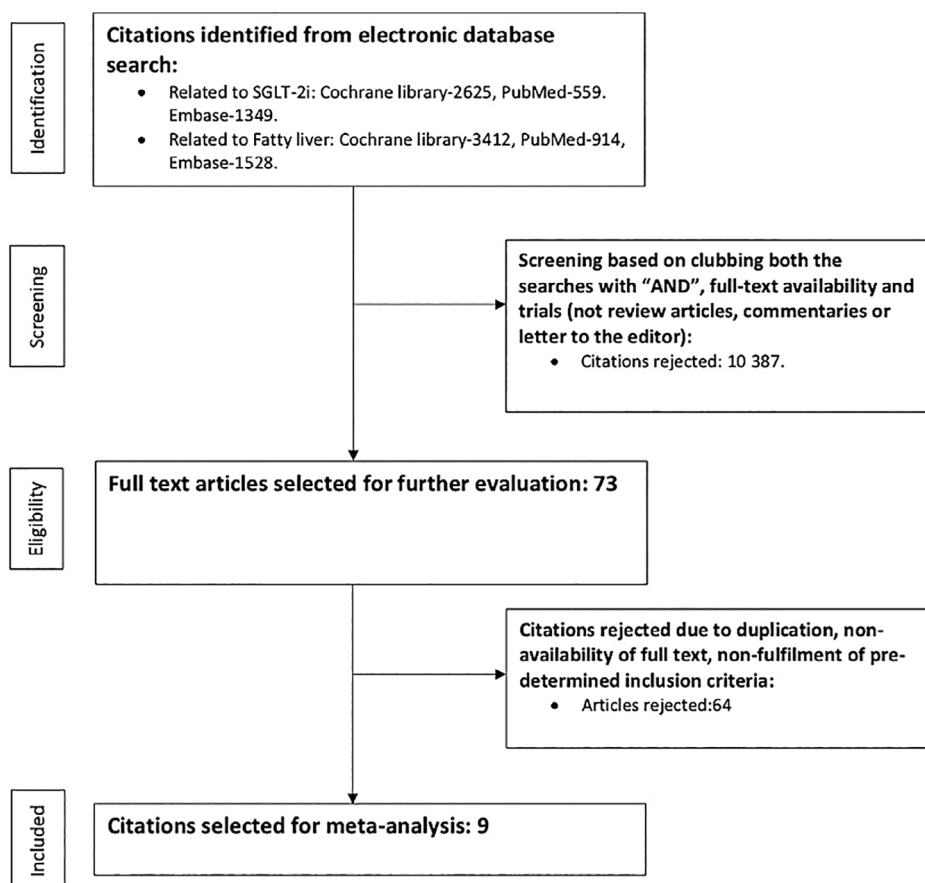 Identification
Citations identified from electronic database
search:
• Related to SGLT-2i: Cochrane library-2625, PubMed-559.
Embase-1349.
• Related to Fatty liver: Cochrane library-3412, PubMed-914,
Embase-1528.
Screening
Screening based on clubbing both the
searches with “AND”, full-text availability and
trials (not review articles, commentaries or
letter to the editor):
• Citations rejected: 10 387.
Eligibility
Full text articles selected for further evaluation: 73
Citations rejected due to duplication, non-
availability of full text, non-fulfilment of pre-
determined inclusion criteria:
• Articles rejected:64
Included
Citations selected for meta-analysis: 9